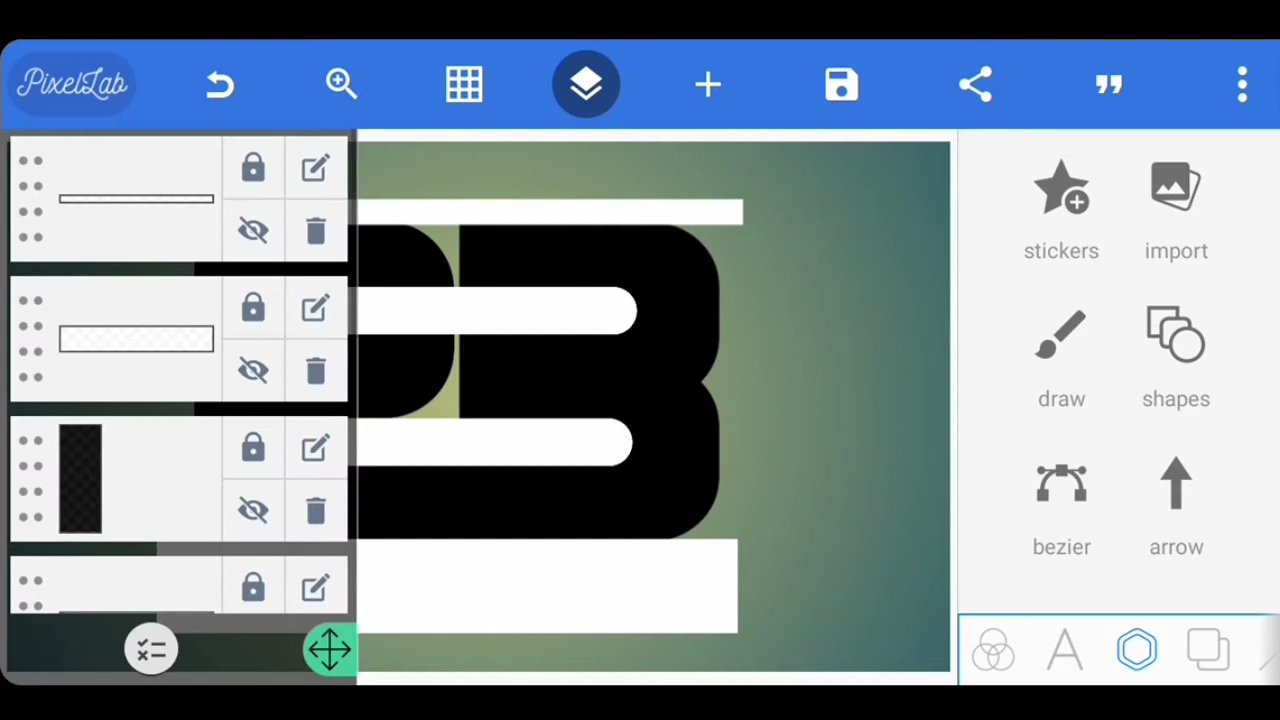 PixelLab
stickers
import
draw
shapes
bezier
arrow